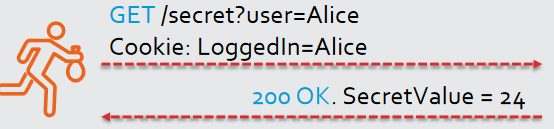 GET /secret?user=Alice
Cookie: LoggedIn=Alice
200 OK. SecretValue = 24